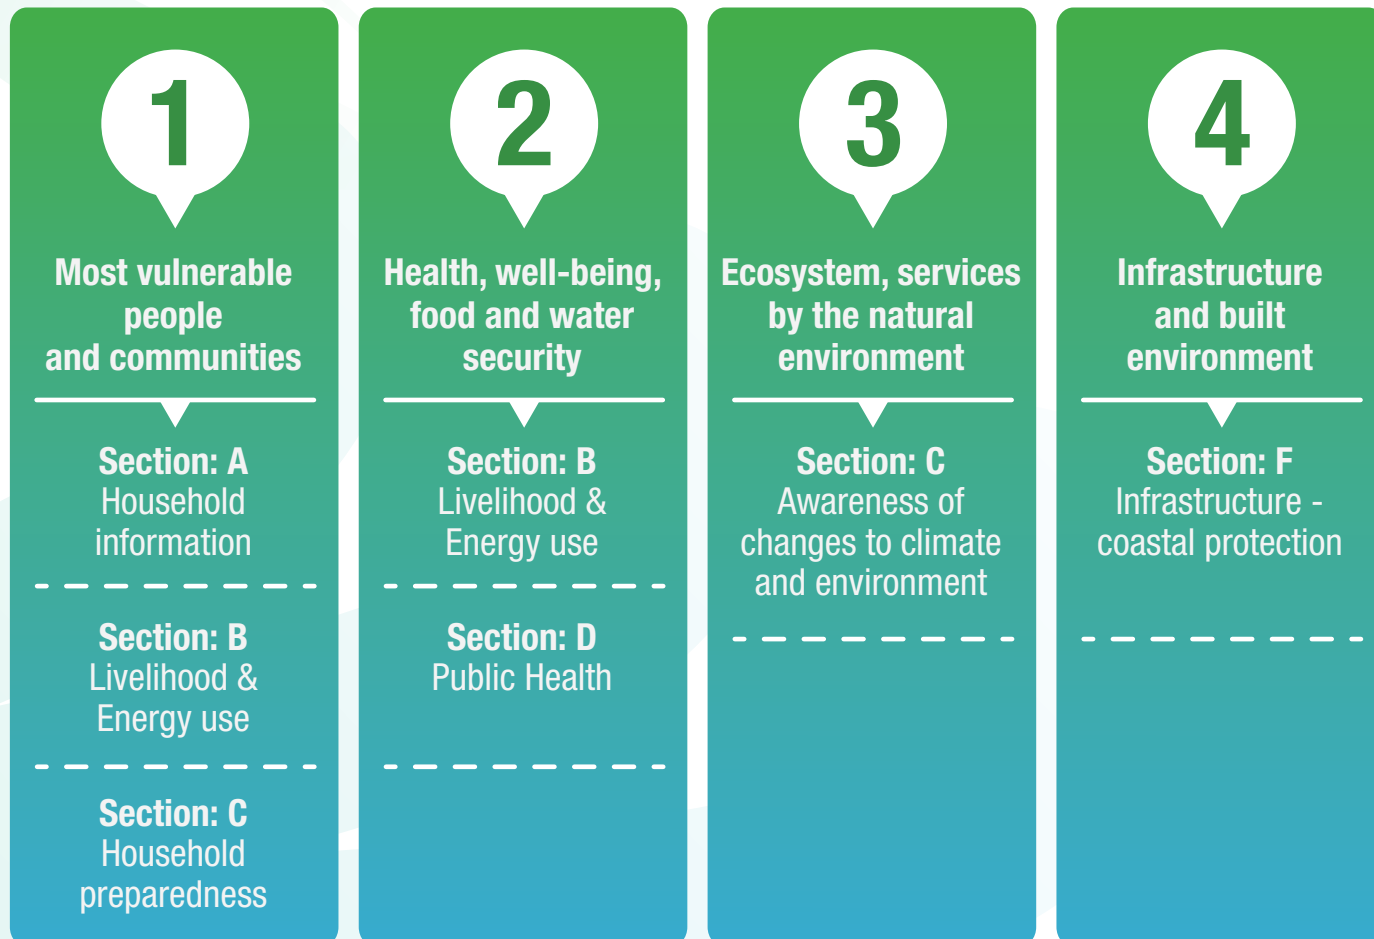 1
Most vulnerable
people
and communities
Section: A
Household
information
Section: B
Livelihood &
Energy use
Section: C
Household
preparedness
2
Health, well-being,
food and water
security
Section: B
Livelihood &
Energy use
Section: D
Public Health
3
Ecosystem, services
by the natural
environment
Section: C
Awareness of
changes to climate
and environment
4
Infrastructure
and built
environment
Section: F
Infrastructure -
coastal protection